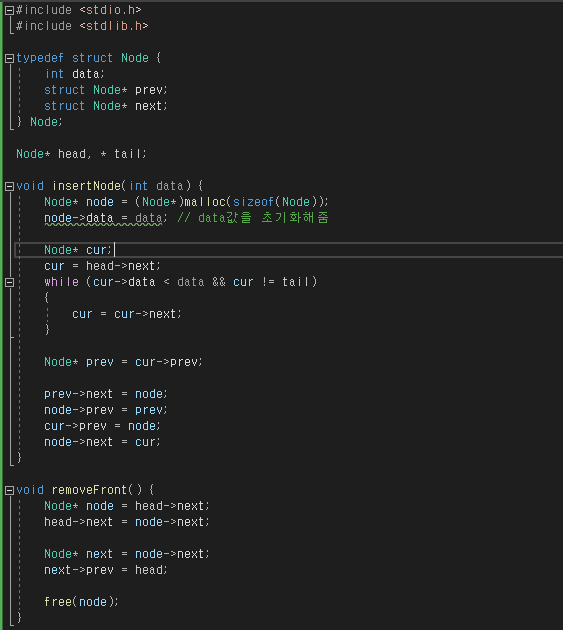 #include <stdio.h>
#include <stdlib.h>
typedef struct Node {
int data;
struct Node* prev;
struct Node* next;
} Node;
Node* head, * tail;
void insertNode(int data) {
Node* node = (Node*)malloc(sizeof(Node));
node->data = data; // data값을 초기화해줌
Node* cur;
cur = head->next;
while (cur->data < data && cur != tail)
{
cur = cur->next;
}
Node* prev = cur->prev;
prev->next = node;
node->prev = prev;
cur->prev = node;
node->next = cur;
}
void removeFront() {
Node* node = head->next;
head->next = node->next;
Node* next = node->next;
next->prev = head;
free(node);
}